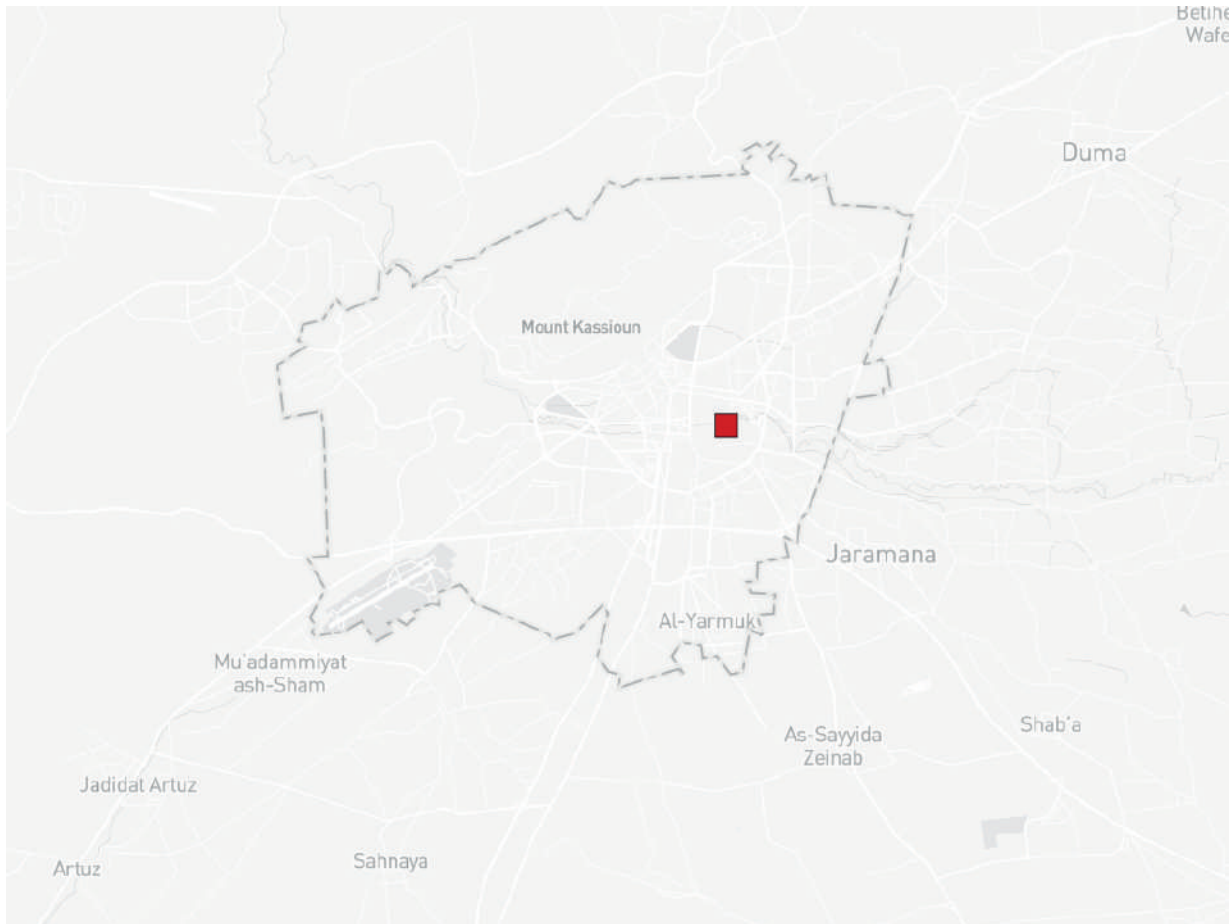 Duma
Mount Kassioun
Jaramana
Al-Yarmuk
Mu'adammiyat
ash-Sham
Shab'a
As-Sayyida
Zeinab
Jadidat Artuz
Sahnaya
Artuz